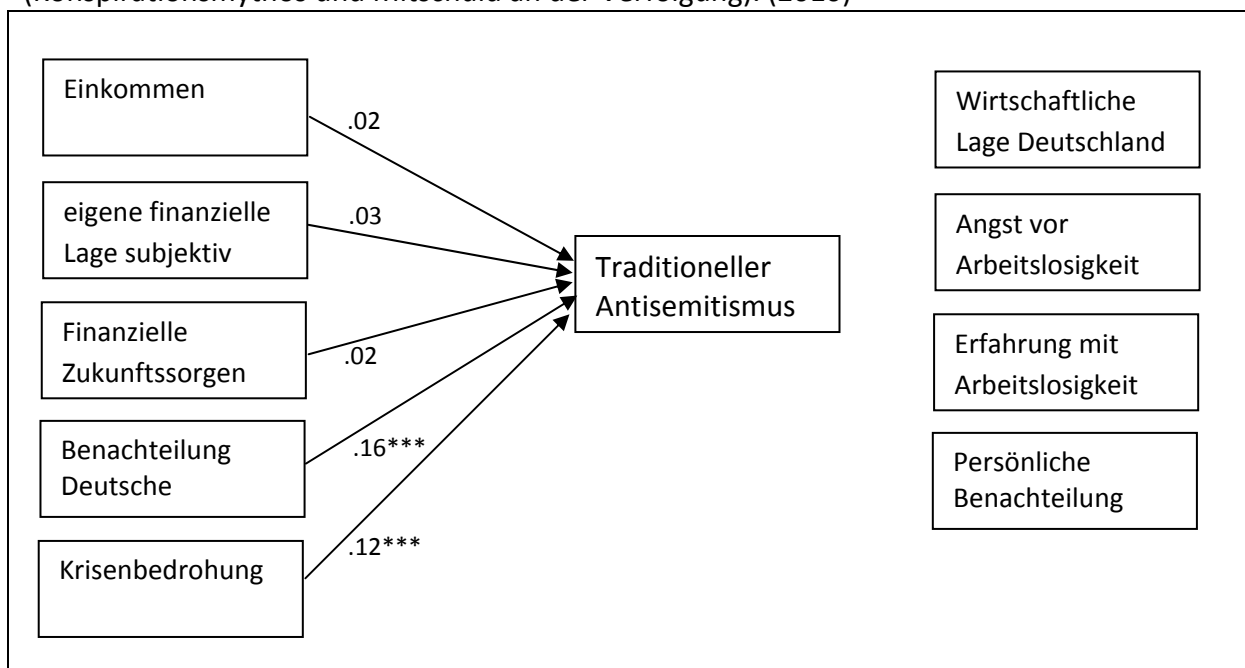 Einkommen
.02
eigene finanzielle
Lage subjektiv
.03
Finanzielle
Zukunftssorgen
.02
Benachteilung
Deutsche
.16***
Krisenbedrohung
.12***
Traditioneller
Antisemitismus
Wirtschaftliche
Lage Deutschland
Angst vor
Arbeitslosigkeit
Erfahrung mit
Arbeitslosigkeit
Persönliche
Benachteilung